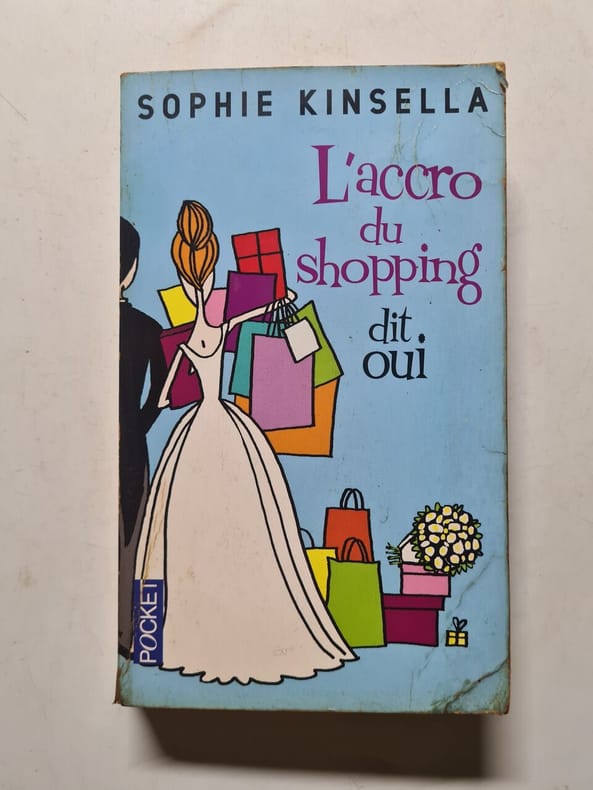 SOPHIE KINSELLA
L'accro
du
shopping
dit
oui
POCKET